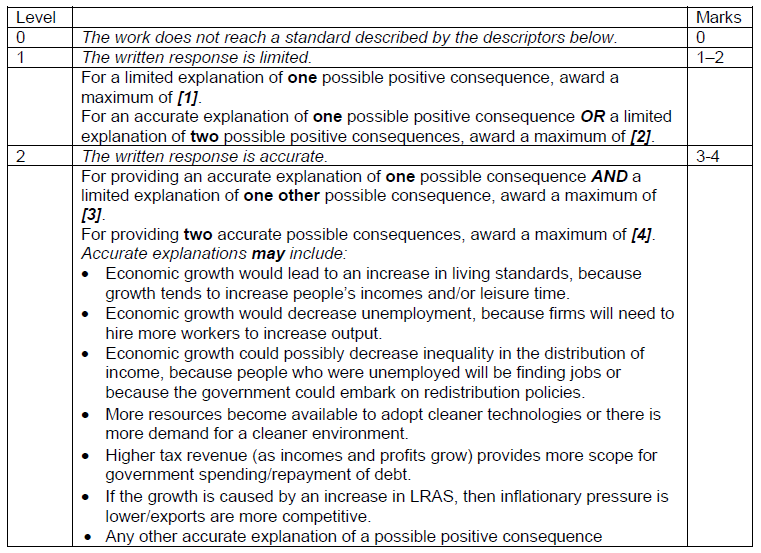 Level Marks
0 The work does not reach a standard described by the descriptors below. 0
1 The written response is limited. 1–2
For a limited explanation of one possible positive consequence, award a
maximum of [1].
For an accurate explanation of one possible positive consequence OR a limited
explanation of two possible positive consequences, award a maximum of [2].
2 The written response is accurate. 3-4
For providing an accurate explanation of one possible consequence AND a
limited explanation of one other possible consequence, award a maximum of
[3].
For providing two accurate possible consequences, award a maximum of [4].
Accurate explanations may include:
• Economic growth would lead to an increase in living standards, because
growth tends to increase people's incomes and/or leisure time.
• Economic growth would decrease unemployment, because firms will need to
hire more workers to increase output.
• Economic growth could possibly decrease inequality in the distribution of
income, because people who were unemployed will be finding jobs or
because the government could embark on redistribution policies.
• More resources become available to adopt cleaner technologies or there is
more demand for a cleaner environment.
• Higher tax revenue (as incomes and profits grow) provides more scope for
government spending/repayment of debt.
• If the growth is caused by an increase in LRAS, then inflationary pressure is
lower/exports are more competitive.
• Any other accurate explanation of a possible positive consequence